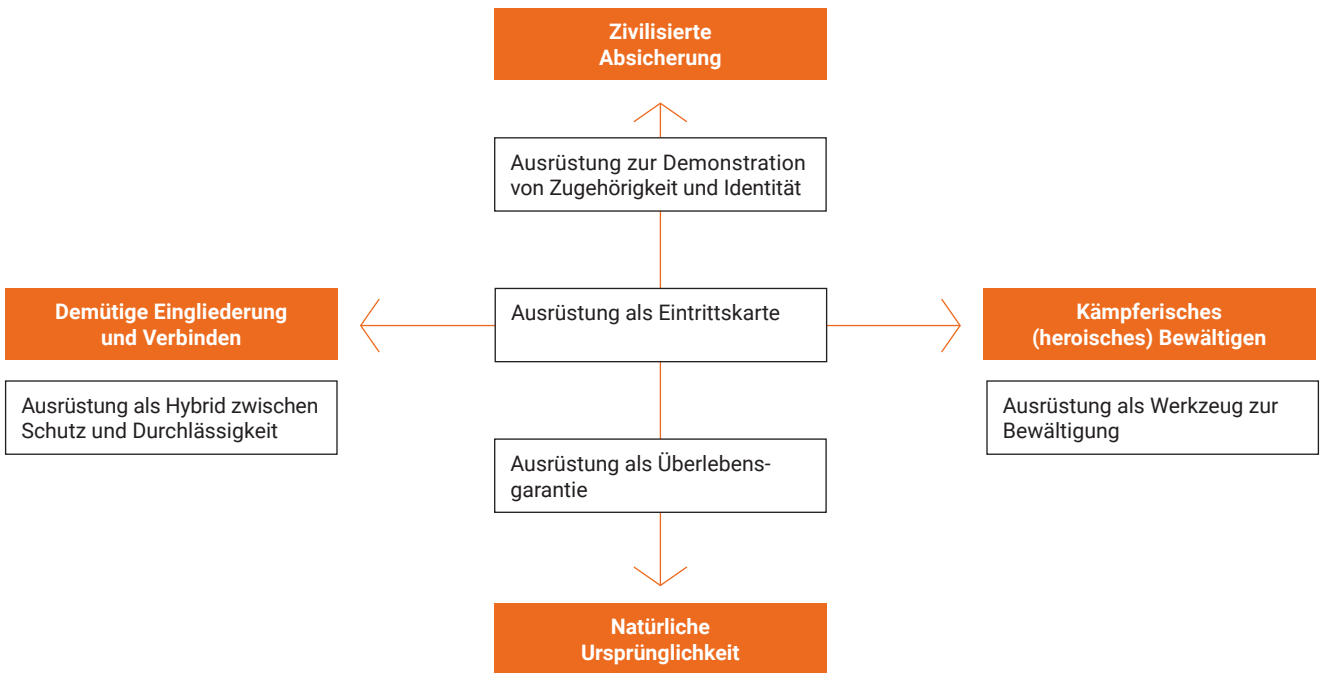 Zivilisierte
Absicherung
Ausrüstung zur Demonstration
von Zugehörigkeit und Identität
Demütige Eingliederung
und Verbinden
Ausrüstung als Eintrittskarte
Kämpferisches
(heroisches) Bewältigen
Ausrüstung als Hybrid zwischen
Schutz und Durchlässigkeit
Ausrüstung als Werkzeug zur
Bewältigung
Ausrüstung als Überlebens-
garantie
Natürliche
Ursprünglichkeit